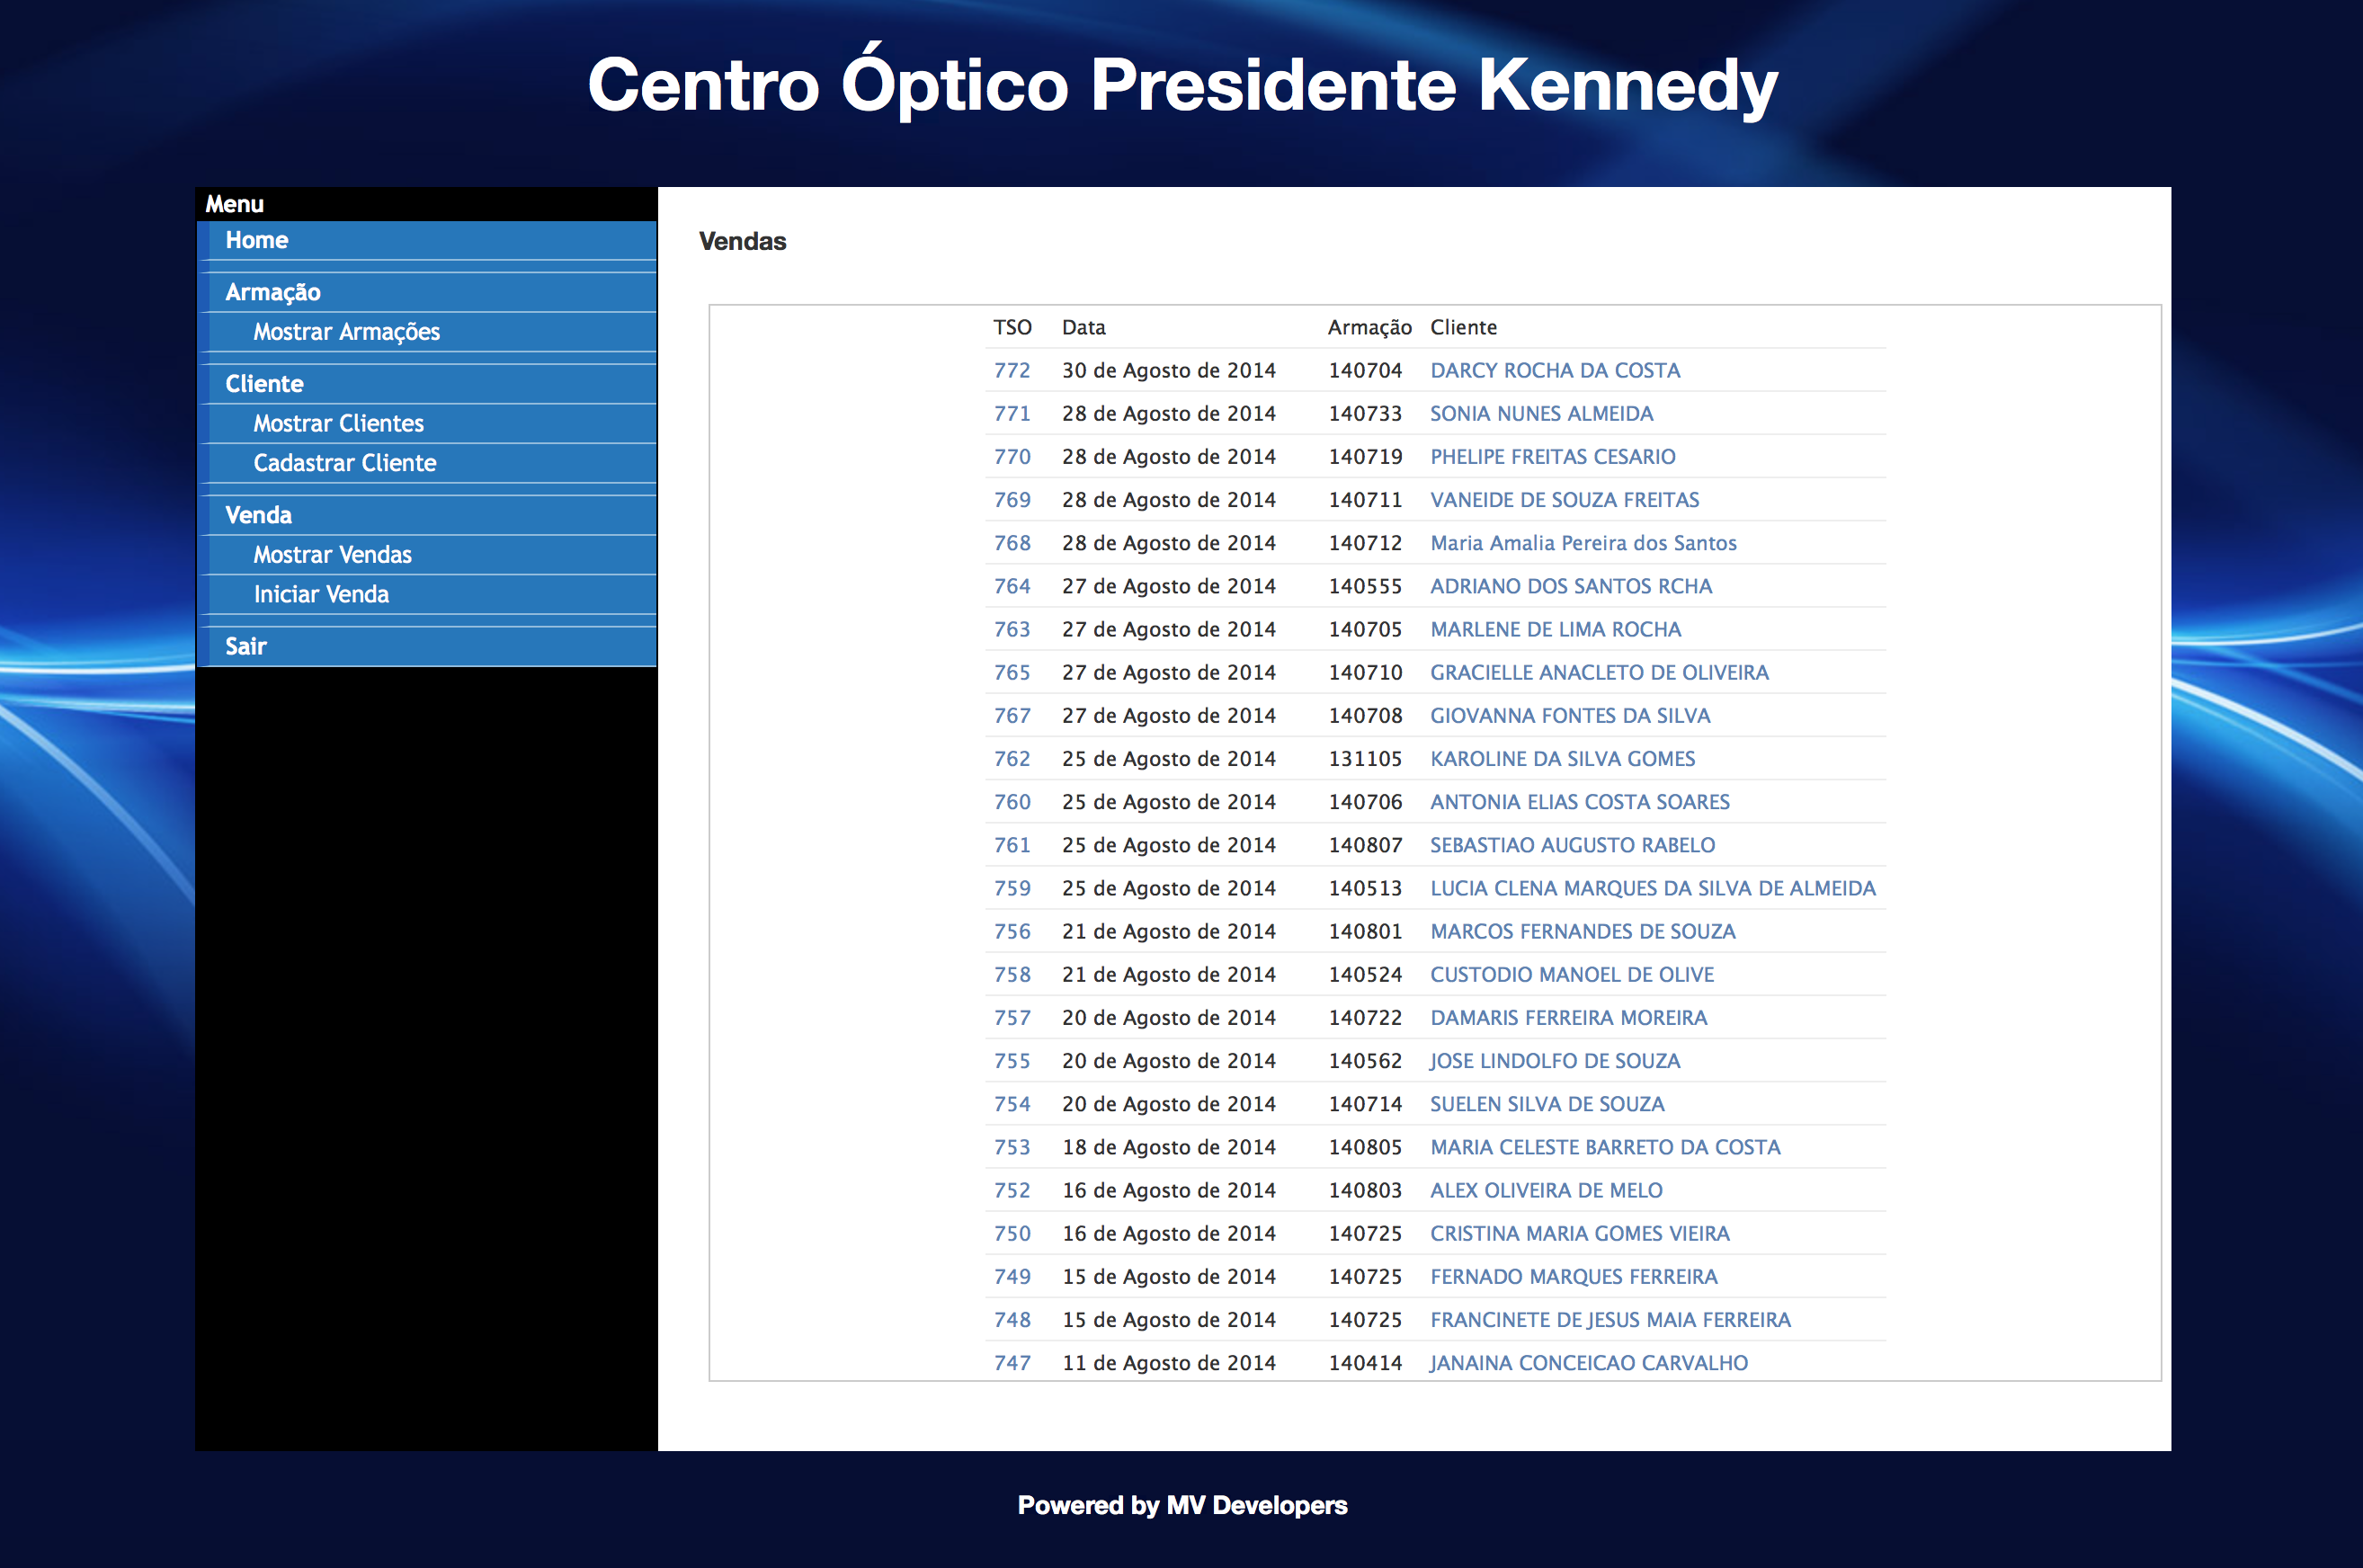 Centro Óptico Presidente Kennedy
Menu
Home
Armação
Mostrar Armações
Cliente
Mostrar Clientes
Cadastrar Cliente
Venda
Mostrar Vendas
Iniciar Venda
Sair
Vendas
TSO Data Armação Cliente
772 30 de Agosto de 2014 140704 DARCY ROCHA DA COSTA
771 28 de Agosto de 2014 140733 SONIA NUNES ALMEIDA
770 28 de Agosto de 2014 140719 PHELIPE FREITAS CESARIO
769 28 de Agosto de 2014 140711 VANEIDE DE SOUZA FREITAS
768 28 de Agosto de 2014 140712 Maria Amalia Pereira dos Santos
764 27 de Agosto de 2014 140555 ADRIANO DOS SANTOS RCHA
763 27 de Agosto de 2014 140705 MARLENE DE LIMA ROCHA
765 27 de Agosto de 2014 140710 GRACIELLE ANACLETO DE OLIVEIRA
767 27 de Agosto de 2014 140708 GIOVANNA FONTES DA SILVA
762 25 de Agosto de 2014 131105 KAROLINE DA SILVA GOMES
760 25 de Agosto de 2014 140706 ANTONIA ELIAS COSTA SOARES
761 25 de Agosto de 2014 140807 SEBASTIAO AUGUSTO RABELO
759 25 de Agosto de 2014 140513 LUCIA CLENA MARQUES DA SILVA DE ALMEIDA
756 21 de Agosto de 2014 140801 MARCOS FERNANDES DE SOUZA
758 21 de Agosto de 2014 140524 CUSTODIO MANOEL DE OLIVE
757 20 de Agosto de 2014 140722 DAMARIS FERREIRA MOREIRA
755 20 de Agosto de 2014 140562 JOSE LINDOLFO DE SOUZA
754 20 de Agosto de 2014 140714 SUELEN SILVA DE SOUZA
753 18 de Agosto de 2014 140805 MARIA CELESTE BARRETO DA COSTA
752 16 de Agosto de 2014 140803 ALEX OLIVEIRA DE MELO
750 16 de Agosto de 2014 140725 CRISTINA MARIA GOMES VIEIRA
749 15 de Agosto de 2014 140725 FERNADO MARQUES FERREIRA
748 15 de Agosto de 2014 140725 FRANCINETE DE JESUS MAIA FERREIRA
747 11 de Agosto de 2014 140414 JANAINA CONCEICAO CARVALHO
Powered by MV Developers